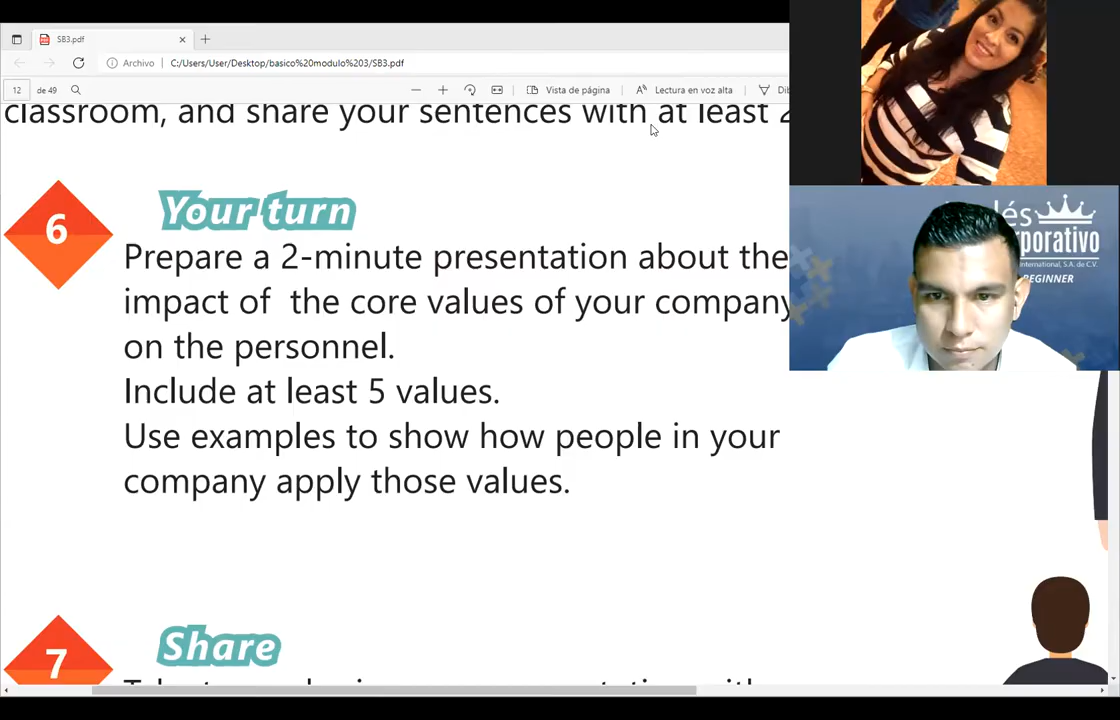 SB3.pdf
Archivo
C:/Users/User/Desktop/basico%20modulo%203/SB3.pdf
12
de 49
Vista de página
Lectura en voz alta
classroom, and share your sentences with at least
6
Your turn
Prepare a 2-minute presentation about the
impact of the core values of your company
on the personnel.
Include at least 5 values.
Use examples to show how people in your
company apply those values.
7
Share
International, S.A. de C.V.